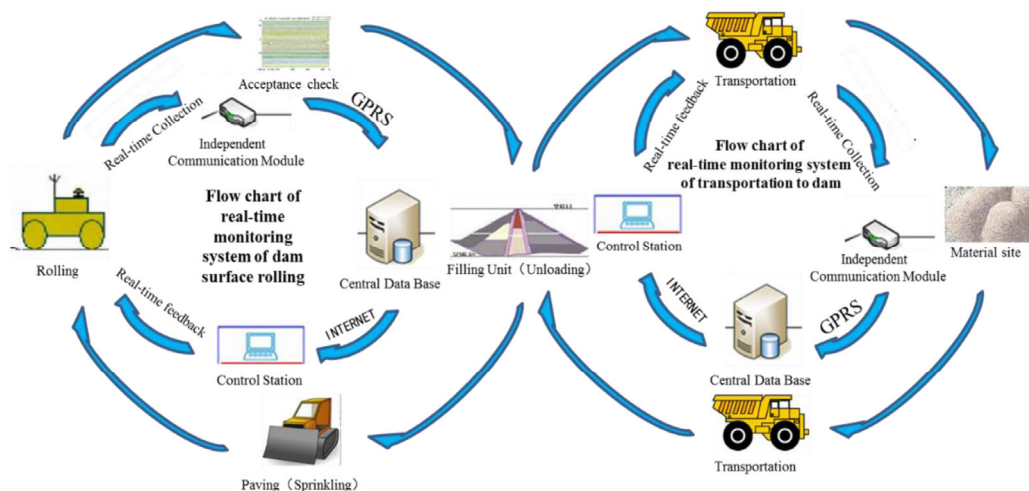 Acceptance check
Real-time Collection
GPRS
Independent
Communication Module
Flow chart of
real-time
monitoring
system of dam
surface rolling
Rolling
Central Data Base
Real-time feedback
INTERNET
Control Station
Paving（Sprinkling）
Filling Unit（Unloading）
Transportation
Real-time feedback
Real-time Collection
Flow chart of
real-time monitoring system
of transportation to dam
Control Station
Independent
Communication Module
Material site
INTERNET
GPRS
Central Data Base
Transportation